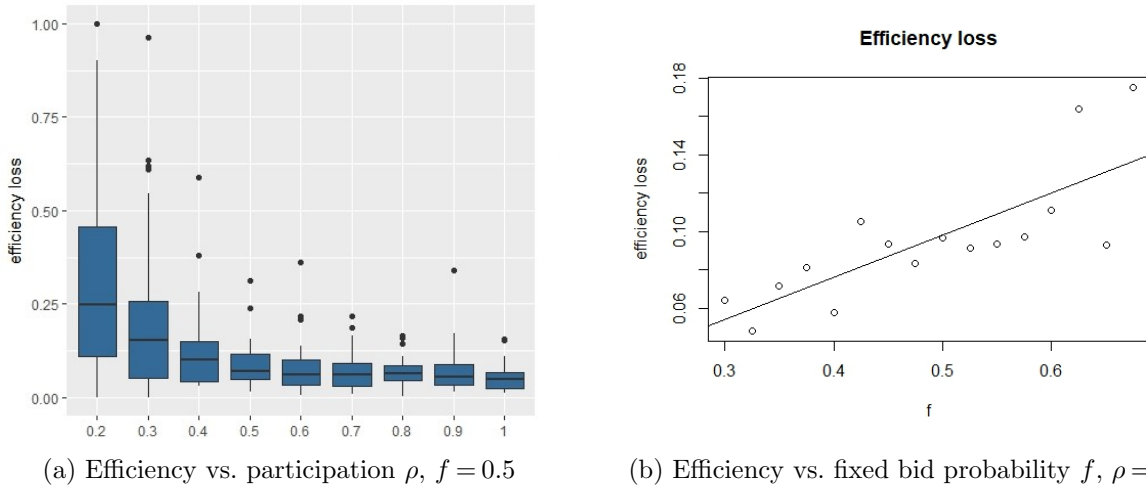 1.00
0.75
0.50
0.25
0.00
efficiency loss
0.2 0.3 0.4 0.5 0.6 0.7 0.8 0.9 1
(a) Efficiency vs. participation ρ, f = 0.5
Efficiency loss
0.18
0.14
0.10
0.06
efficiency loss
0.3 0.4 0.5 0.6
f
(b) Efficiency vs. fixed bid probability f, ρ =